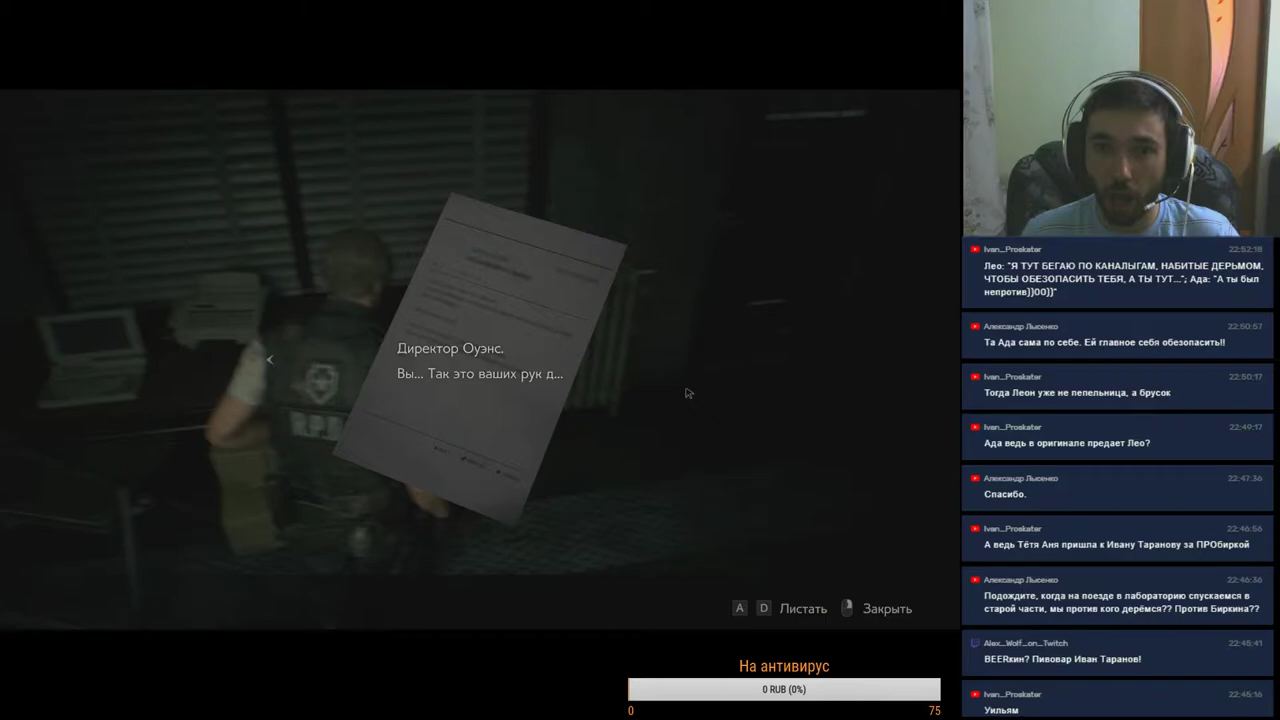 Директор Оуэнс.
Вы... Так это ваших рук д...
R.P.D
A D Листать Закрыть
На антивирус
0 RUB (0%)
0 75
Ivan_Proskater 22:52:18
Лео: "Я ТУТ БЕГАЮ ПО КАНАЛЫГАМ, НАБИТЫЕ ДЕРЬМОМ,
ЧТОБЫ ОБЕЗОПАСИТЬ ТЕБЯ, А ТЫ ТУТ..."; Ада: "А ты был
непротив)]00)]"
Александр Лысенко 22:50:57
Та Ада сама по себе. Ей главное себя обезопасить!!
Ivan_Proskater 22:50:17
Тогда Леон уже не пепельница, а брусок
Ivan_Proskater 22:49:17
Ада ведь в оригинале предает Лео?
Александр Лысенко 22:47:36
Спасибо.
Ivan_Proskater 22:46:56
А ведь Тётя Аня пришла к Ивану Таранову за ПРОбиркой
Александр Лысенко 22:46:36
Подождите, когда на поезде в лабораторию спускаемся в
старой части, мы против кого дерёмся?? Против Биркина??
Alex_Wolf_on_Twitch 22:45:41
BEERкин? Пивовар Иван Таранов!
Ivan_Proskater 22:45:16
Уильям